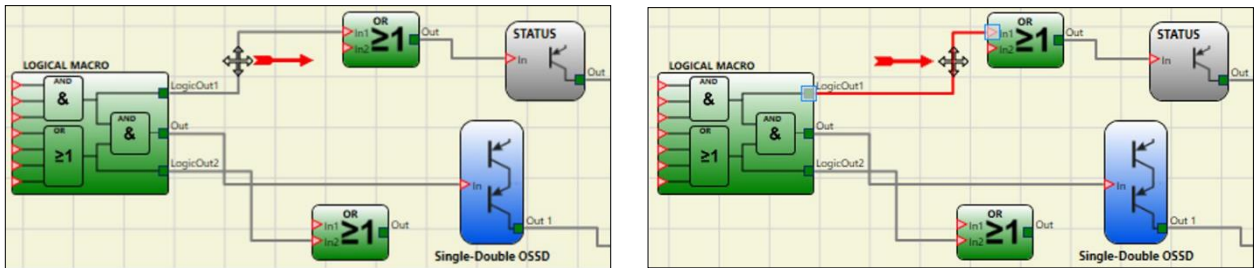 OR
In1
≥1
Out
In2
STATUS
In
Out
LOGICAL MACRO
AND
&
LogicOut1
AND
&
Out
OR
≥1
LogicOut2
In
OR
In1
≥1
Out
In2
Out 1
Single-Double OSSD
OR
In1
≥1
Out
In2
STATUS
In
Out
LOGICAL MACRO
AND
&
LogicOut1
AND
&
Out
OR
≥1
LogicOut2
In
OR
In1
≥1
Out
In2
Out 1
Single-Double OSSD